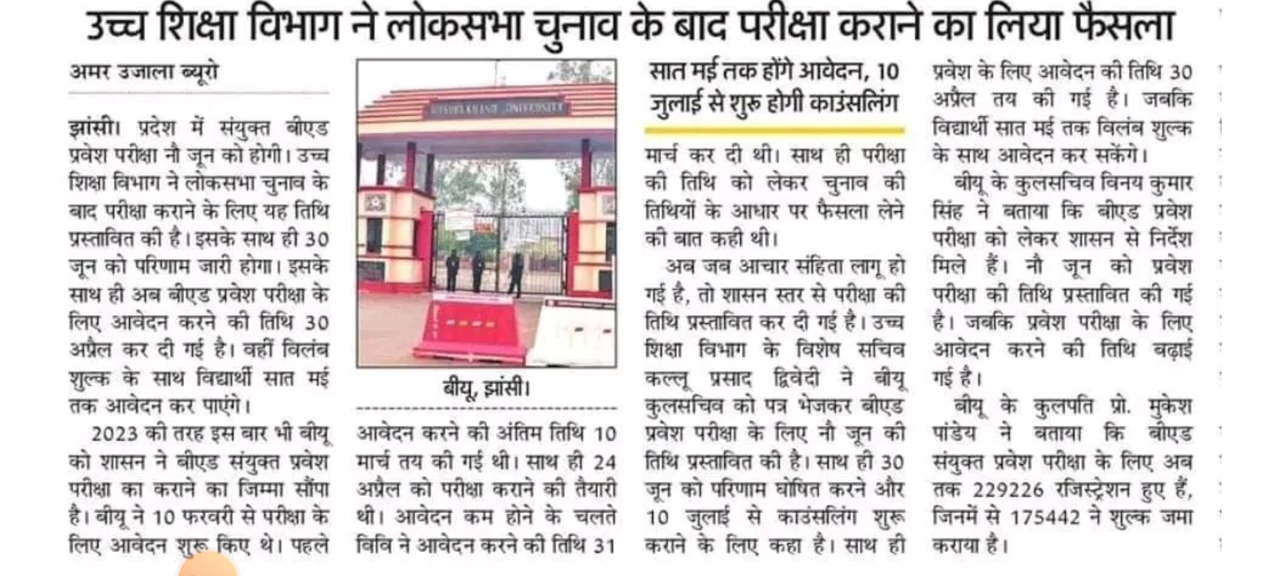 उच्च शिक्षा विभाग ने लोकसभा चुनाव के बाद परीक्षा कराने का लिया फैसला
अमर उजाला ब्यूरो
झांसी। प्रदेश में संयुक्त बीएड
प्रवेश परीक्षा नौ जून को होगी। उच्च
शिक्षा विभाग ने लोकसभा चुनाव के
बाद परीक्षा कराने के लिए यह तिथि
प्रस्तावित की है। इसके साथ ही 30
जून को परिणाम जारी होगा। इसके
साथ ही अब बीएड प्रवेश परीक्षा के
लिए आवेदन करने की तिथि 30
अप्रैल कर दी गई है। वहीं विलंब
शुल्क के साथ विद्यार्थी सात मई
तक आवेदन कर पाएंगे।
2023 की तरह इस बार भी बीयू
को शासन ने बीएड संयुक्त प्रवेश
परीक्षा का कराने का जिम्मा सौंपा
है। बीयू ने 10 फरवरी से परीक्षा के
लिए आवेदन शुरू किए थे। पहले
BUNDELKHAND UNIVERSITY
बीयू, झांसी।
आवेदन करने की अंतिम तिथि 10
मार्च तय की गई थी। साथ ही 24
अप्रैल को परीक्षा कराने की तैयारी
थी। आवेदन कम होने के चलते
विवि ने आवेदन करने की तिथि 31
सात मई तक होंगे आवेदन, 10
जुलाई से शुरू होगी काउंसलिंग
मार्च कर दी थी। साथ ही परीक्षा
की तिथि को लेकर चुनाव की
तिथियों के आधार पर फैसला लेने
की बात कही थी।
अब जब आचार संहिता लागू हो
गई है, तो शासन स्तर से परीक्षा की
तिथि प्रस्तावित कर दी गई है। उच्च
शिक्षा विभाग के विशेष सचिव
कल्लू प्रसाद द्विवेदी ने बीयू
कुलसचिव को पत्र भेजकर बीएड
प्रवेश परीक्षा के लिए नौ जून की
तिथि प्रस्तावित की है। साथ ही 30
जून को परिणाम घोषित करने और
10 जुलाई से काउंसलिंग शुरू
कराने के लिए कहा है। साथ ही
प्रवेश के लिए आवेदन की तिथि 30
अप्रैल तय की गई है। जबकि
विद्यार्थी सात मई तक विलंब शुल्क
के साथ आवेदन कर सकेंगे।
बीयू के कुलसचिव विनय कुमार
सिंह ने बताया कि बीएड प्रवेश
परीक्षा को लेकर शासन से निर्देश
मिले हैं। नौ जून को प्रवेश
परीक्षा की तिथि प्रस्तावित की गई
है। जबकि प्रवेश परीक्षा के लिए
आवेदन करने की तिथि बढ़ाई
गई है।
बीयू के कुलपति प्रो. मुकेश
पांडेय ने बताया कि बीएड
संयुक्त प्रवेश परीक्षा के लिए अब
तक 229226 रजिस्ट्रेशन हुए हैं,
जिनमें से 175442 ने शुल्क जमा
कराया है।